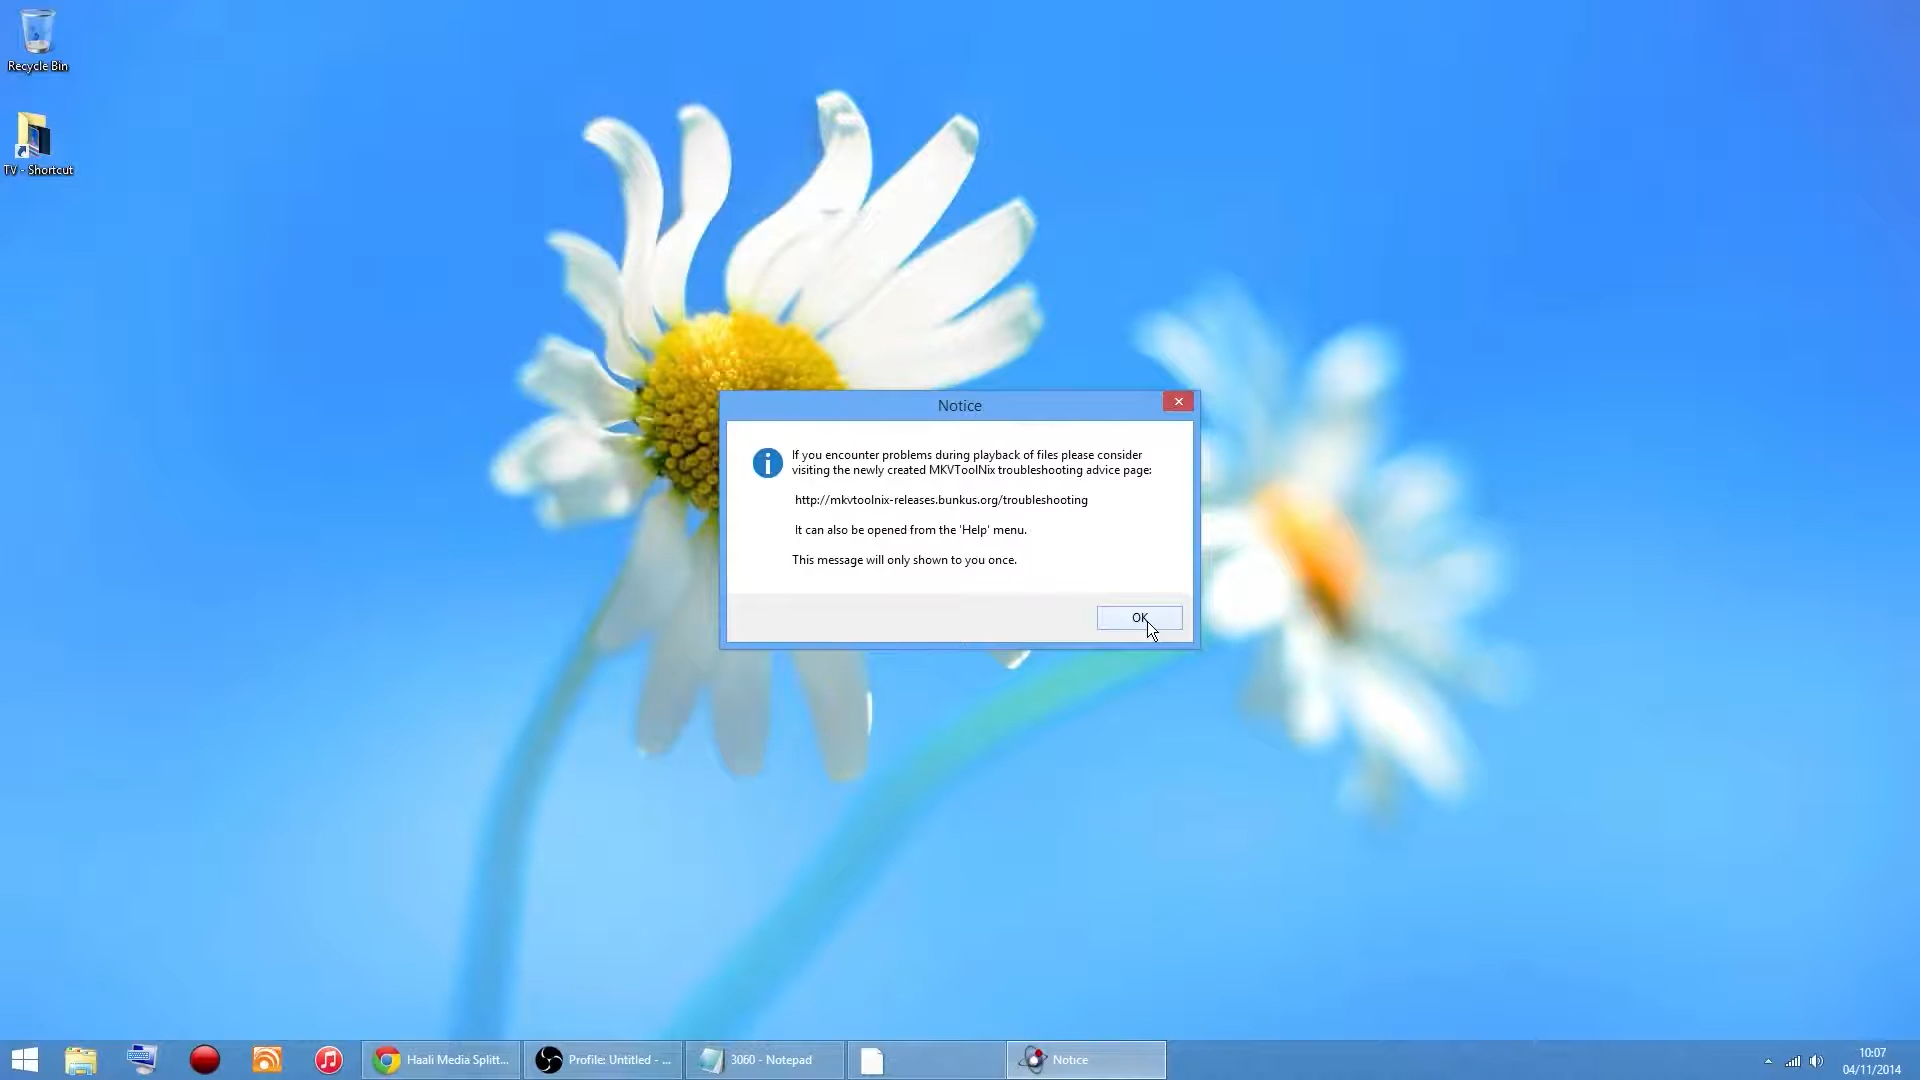 Recycle Bin
TV - Shortcut
Notice
If you encounter problems during playback of files please consider
visiting the newly created MKVToolNix troubleshooting advice page:
http://mkvtoolnix-releases.bunkus.org/troubleshooting
It can also be opened from the 'Help' menu.
This message will only shown to you once.
OK
Haali Media Splitt...
Profile: Untitled - ...
3060 - Notepad
Notice
10:07
04/11/2014